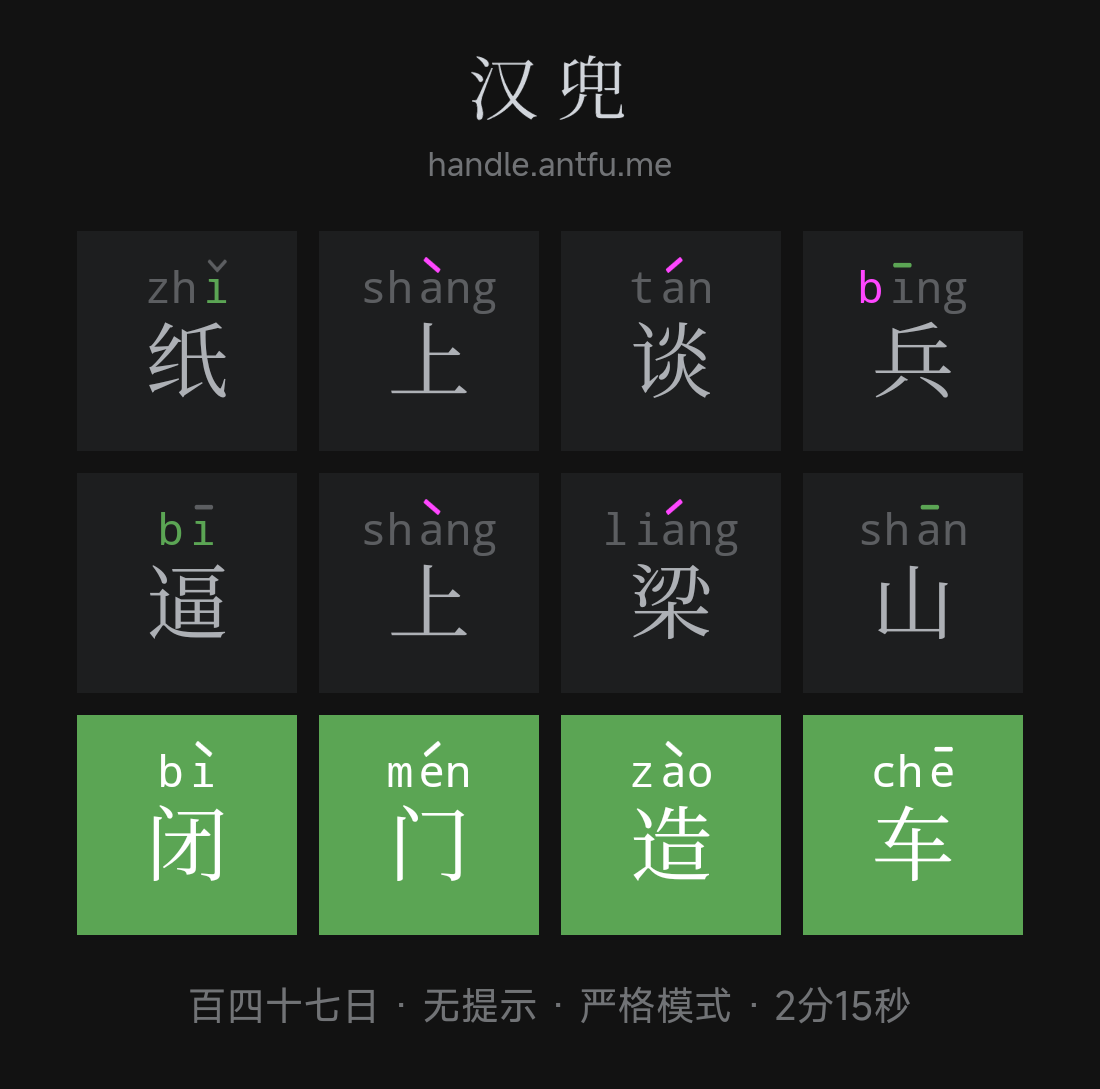 汉兜
handle.antfu.me
zhǐ shàng tán bīng
纸 上 谈 兵
bī shàng liáng shān
逼 上 梁 山
bì mén zào chē
闭 门 造 车
百四十七日 · 无提示 · 严格模式 · 2分15秒